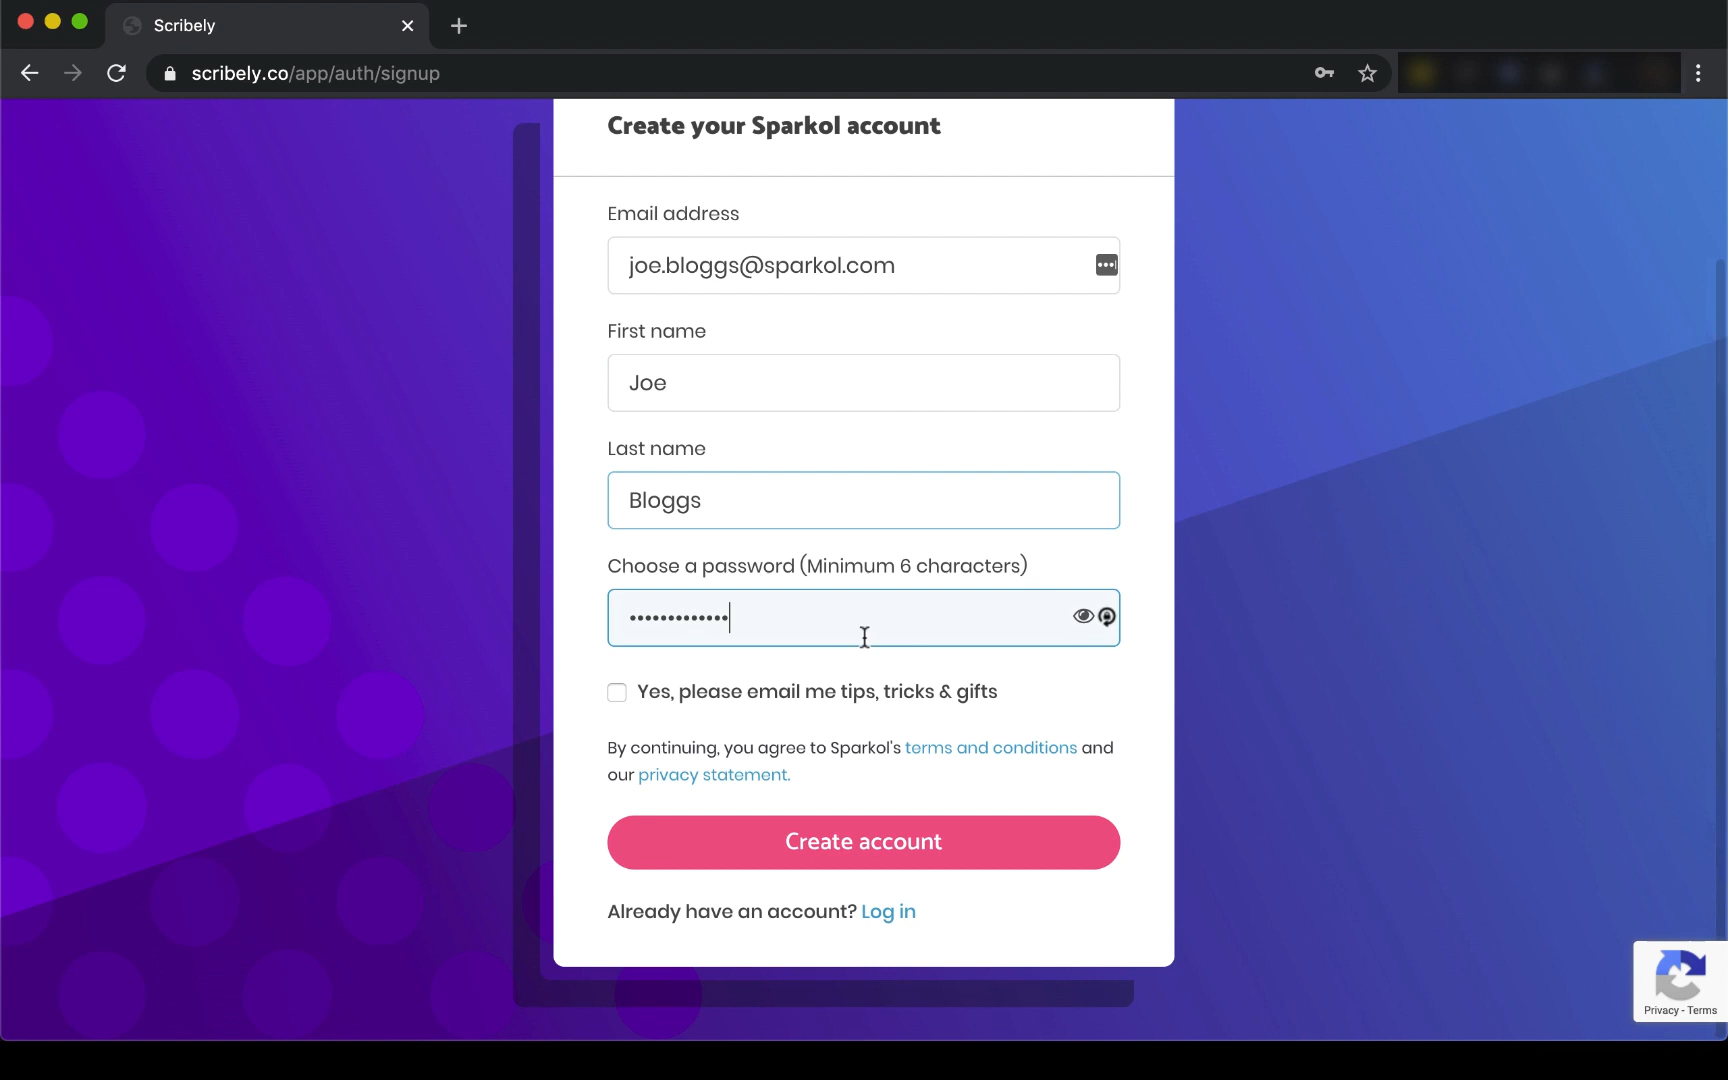 Scribely
scribely.co/app/auth/signup
Create your Sparkol account
Email address
joe.bloggs@sparkol.com
First name
Joe
Last name
Bloggs
Choose a password (Minimum 6 characters)
•••••••••••••
Yes, please email me tips, tricks & gifts
By continuing, you agree to Sparkol's terms and conditions and
our privacy statement.
Create account
Already have an account? Log in
Privacy - Terms